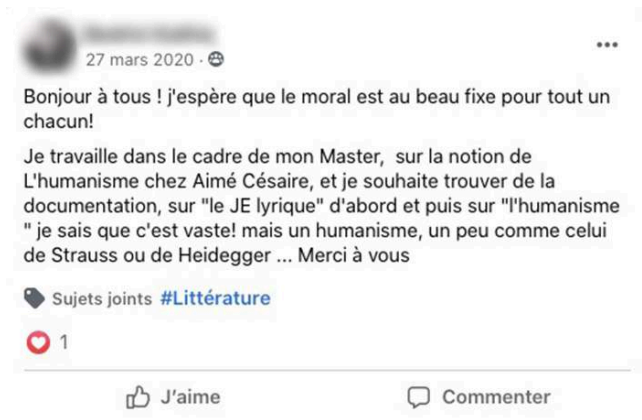 27 mars 2020 ·
Bonjour à tous ! j'espère que le moral est au beau fixe pour tout un
chacun!
Je travaille dans le cadre de mon Master, sur la notion de
L'humanisme chez Aimé Césaire, et je souhaite trouver de la
documentation, sur "le JE lyrique" d'abord et puis sur "l'humanisme
" je sais que c'est vaste! mais un humanisme, un peu comme celui
de Strauss ou de Heidegger ... Merci à vous
Sujets joints #Littérature
1
J'aime
Commenter